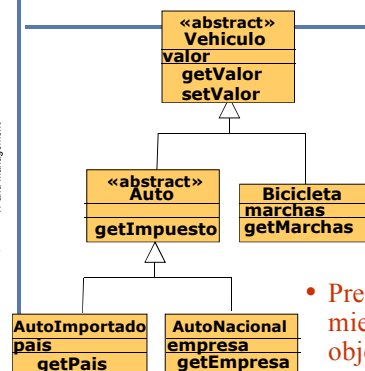 «abstract»
Vehiculo
valor
getValor
setValor
«abstract»
Auto
getImpuesto
Bicicleta
marchas
getMarchas
AutoImportado
pais
getPais
AutoNacional
empresa
getEmpresa
• Pre
mie
obje